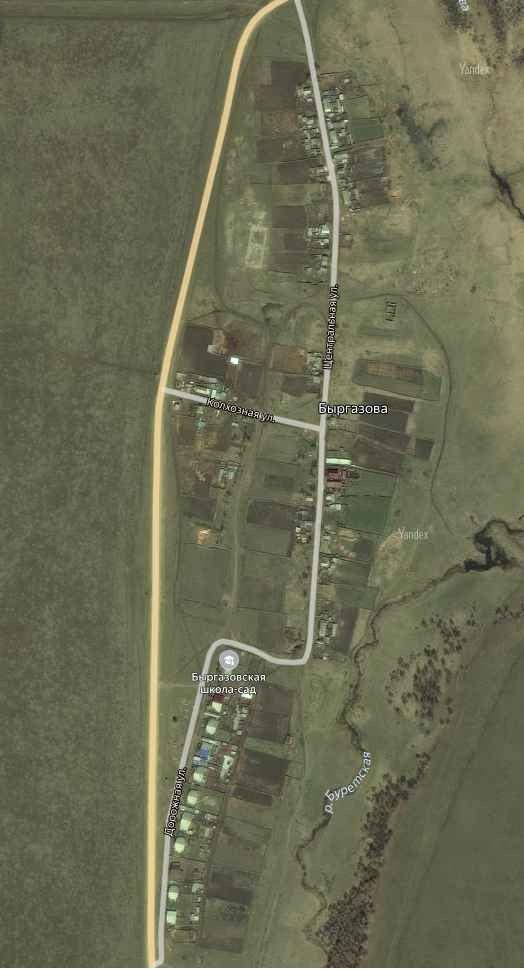 Yandex
Центральная ул.
Колхозная ул.
Быргазова
Yandex
Быргазовская
школа-сад
р. Буретская
Дорожная ул.